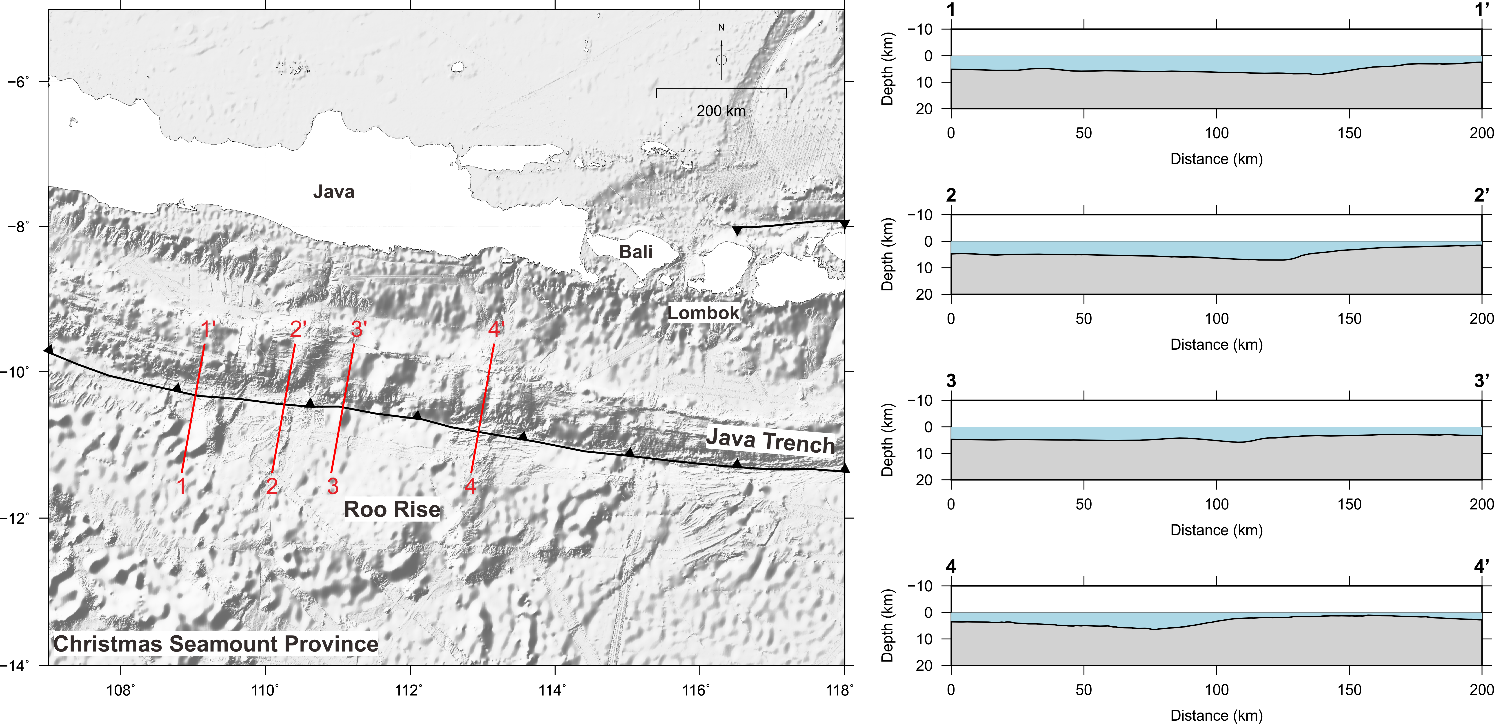 N
200 km
Java
Bali
Lombok
1' 2' 3' 4'
Java Trench
1 2 3 4
Roo Rise
Christmas Seamount Province
−6˚
−8˚
−10˚
−12˚
−14˚
108˚ 110˚ 112˚ 114˚ 116˚ 118˚
1 1’
Depth (km)
−10
0
10
20
0 50 100 150 200
Distance (km)
2 2’
Depth (km)
−10
0
10
20
0 50 100 150 200
Distance (km)
3 3’
Depth (km)
−10
0
10
20
0 50 100 150 200
Distance (km)
4 4’
Depth (km)
−10
0
10
20
0 50 100 150 200
Distance (km)